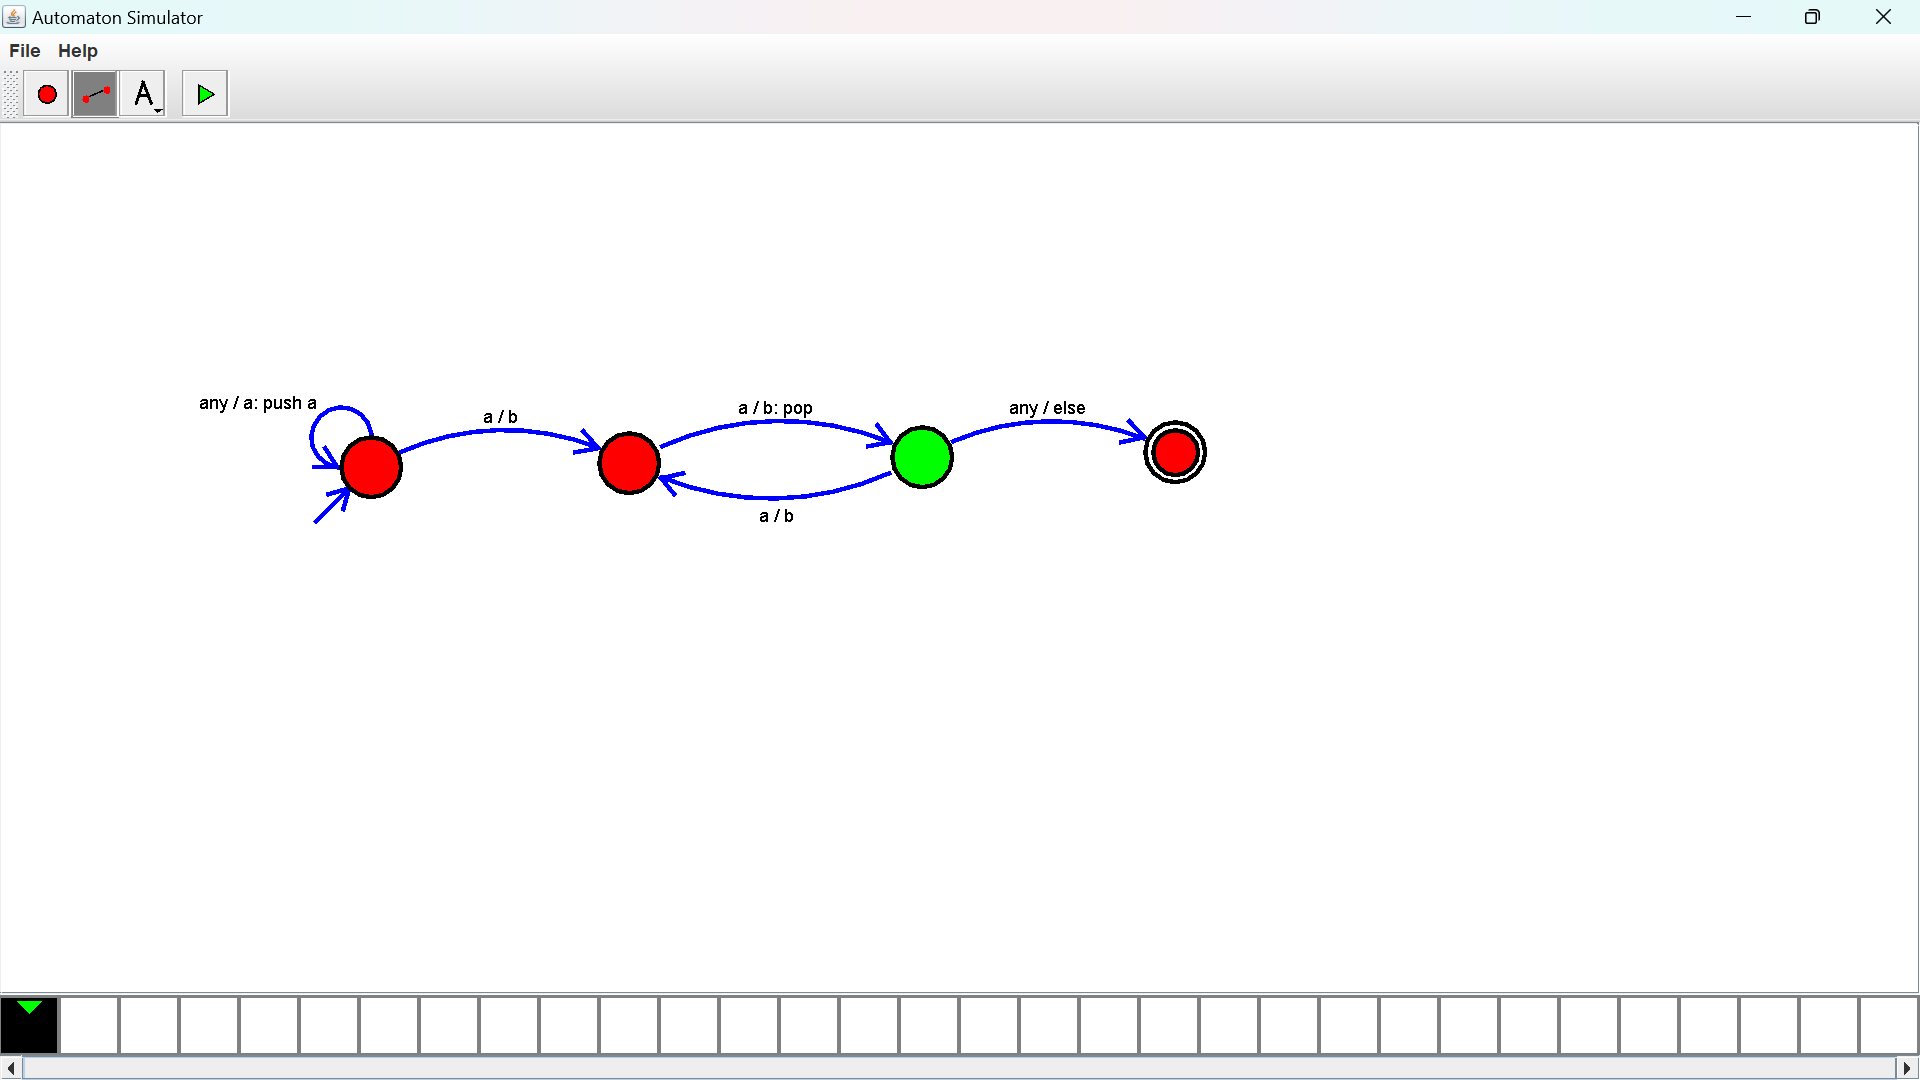 Automaton Simulator
File Help
A
any / a: push a
a / b
a / b: pop
any / else
a / b